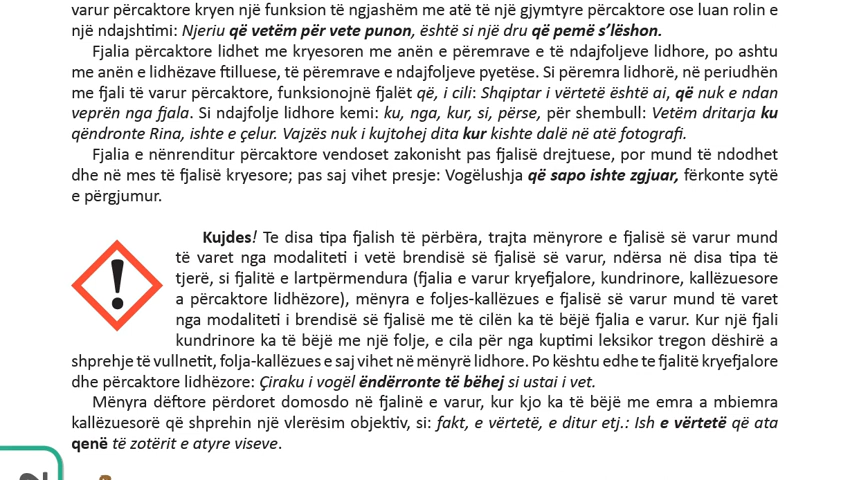 varur përcaktore kryen një funksion të ngjashëm me atë të një gjymtyre përcaktore ose luan rolin e
një ndajshtimi: Njeriu që vetëm për vete punon, është si një dru që pemë s'lëshon.
Fjalia përcaktore lidhet me kryesoren me anën e përemrave e të ndajfoljeve lidhore, po ashtu
me anën e lidhëzave ftilluese, të përemrave e ndajfoljeve pyetëse. Si përemra lidhorë, në periudhën
me fjali të varur përcaktore, funksionojnë fjalët që, i cili: Shqiptar i vërtetë është ai, që nuk e ndan
veprën nga fjala. Si ndajfolje lidhore kemi: ku, nga, kur, si, përse, për shembull: Vetëm dritarja ku
qëndronte Rina, ishte e çelur. Vajzës nuk i kujtohej dita kur kishte dalë në atë fotografi.
Fjalia e nënrenditur përcaktore vendoset zakonisht pas fjalisë drejtuese, por mund të ndodhet
dhe në mes të fjalisë kryesore; pas saj vihet presje: Vogëlushja që sapo ishte zgjuar, fërkonte sytë
e përgjumur.
Kujdes! Te disa tipa fjalish të përbëra, trajta mënyrore e fjalisë së varur mund
të varet nga modaliteti i vetë brendisë së fjalisë së varur, ndërsa në disa tipa të
tjerë, si fjalitë e lartpërmendura (fjalia e varur kryefjalore, kundrinore, kallëzuesore
a përcaktore lidhëzore), mënyra e foljes-kallëzues e fjalisë së varur mund të varet
nga modaliteti i brendisë së fjalisë me të cilën ka të bëjë fjalia e varur. Kur një fjali
kundrinore ka të bëjë me një folje, e cila për nga kuptimi leksikor tregon dëshirë a
shprehje të vullnetit, folja-kallëzues e saj vihet në mënyrë lidhore. Po kështu edhe te fjalitë kryefjalore
dhe përcaktore lidhëzore: Çiraku i vogël ëndërronte të bëhej si ustai i vet.
Mënyra dëftore përdoret domosdo në fjalinë e varur, kur kjo ka të bëjë me emra a mbiemra
kallëzuesorë që shprehin një vlerësim objektiv, si: fakt, e vërtetë, e ditur etj.: Ish e vërtetë që ata
qenë të zotërit e atyre viseve.